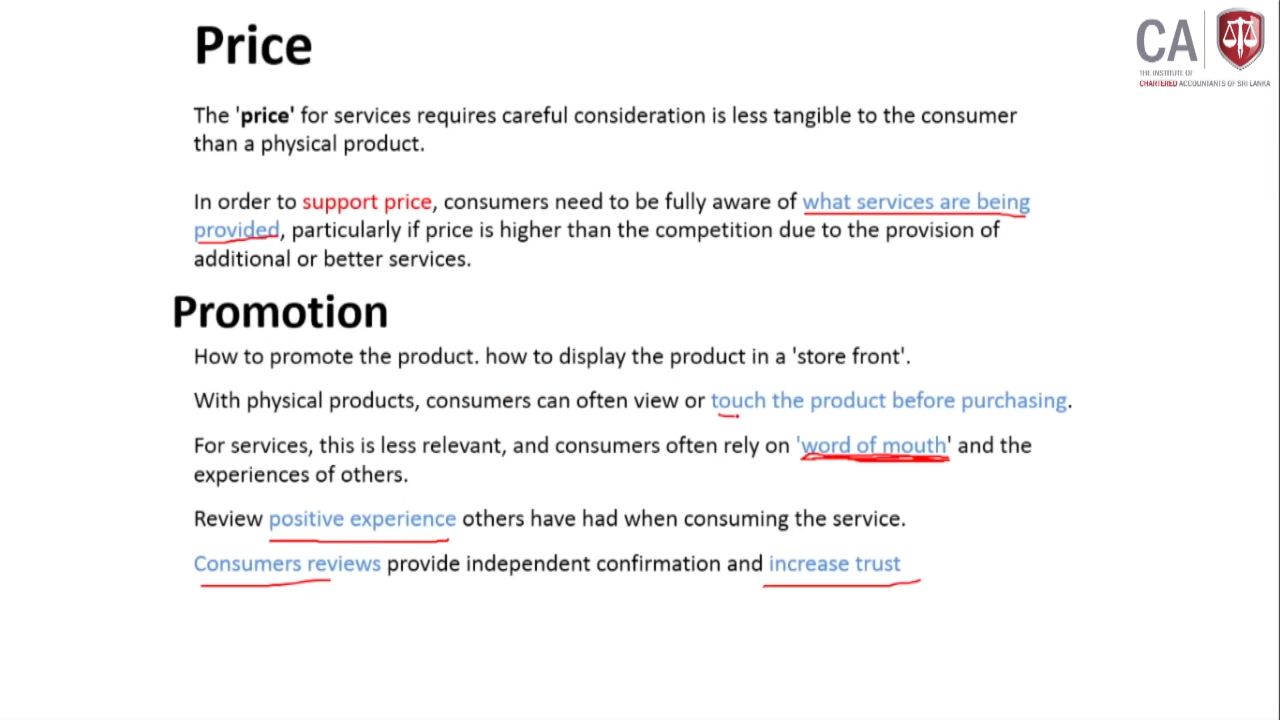 CA
THE INSTITUTE OF
CHARTERED ACCOUNTANTS OF SRI LANKA
Price
The 'price' for services requires careful consideration is less tangible to the consumer
than a physical product.
In order to support price, consumers need to be fully aware of what services are being
provided, particularly if price is higher than the competition due to the provision of
additional or better services.
Promotion
How to promote the product. how to display the product in a 'store front'.
With physical products, consumers can often view or touch the product before purchasing.
For services, this is less relevant, and consumers often rely on 'word of mouth' and the
experiences of others.
Review positive experience others have had when consuming the service.
Consumers reviews provide independent confirmation and increase trust